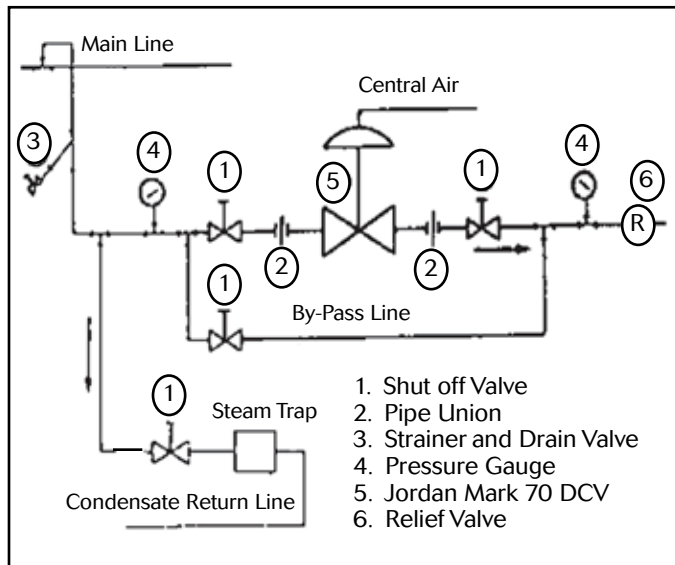 Main Line
Central Air
3
4
1
5
1
4
6
R
2
2
1
By-Pass Line
1
Steam Trap
Condensate Return Line
1. Shut off Valve
2. Pipe Union
3. Strainer and Drain Valve
4. Pressure Gauge
5. Jordan Mark 70 DCV
6. Relief Valve